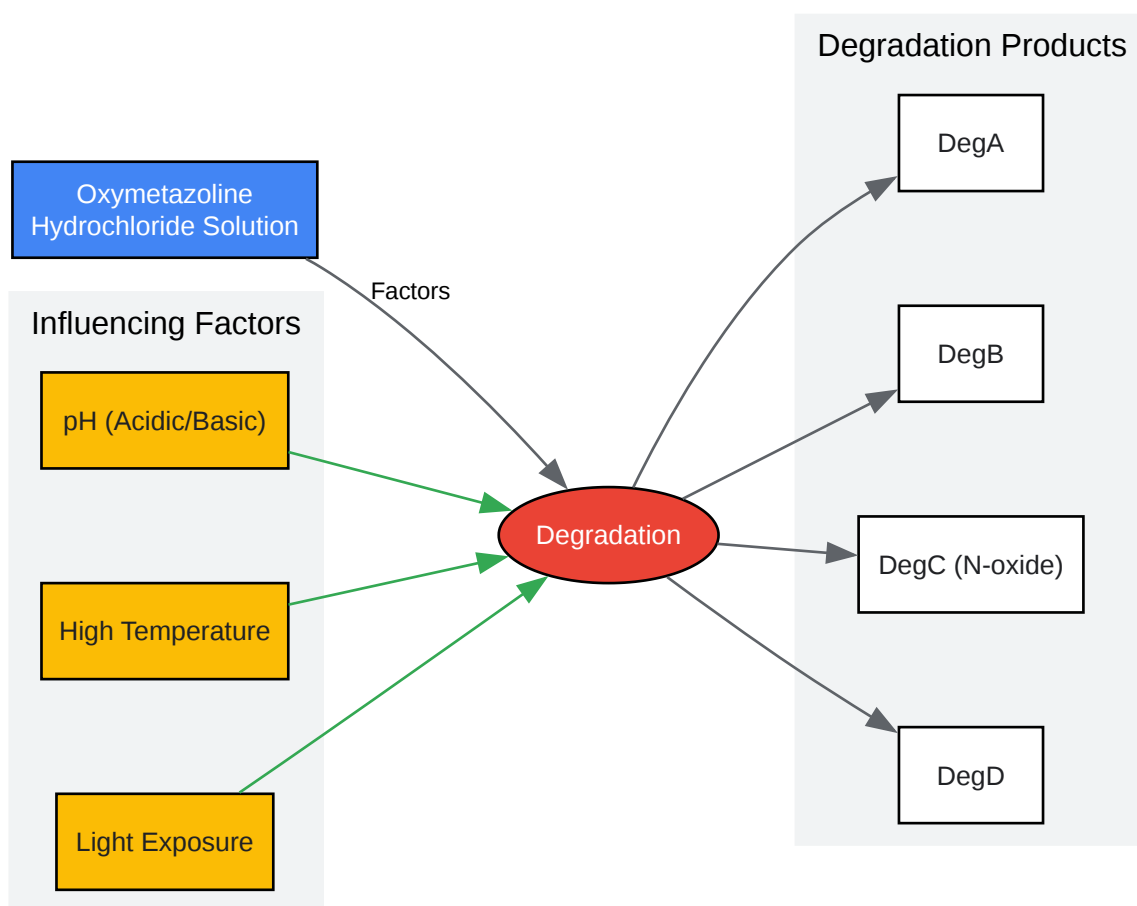 Oxymetazoline
Hydrochloride Solution
Factors
Influencing Factors
pH (Acidic/Basic)
High Temperature
Light Exposure
Degradation
Degradation Products
DegA
DegB
DegC (N-oxide)
DegD